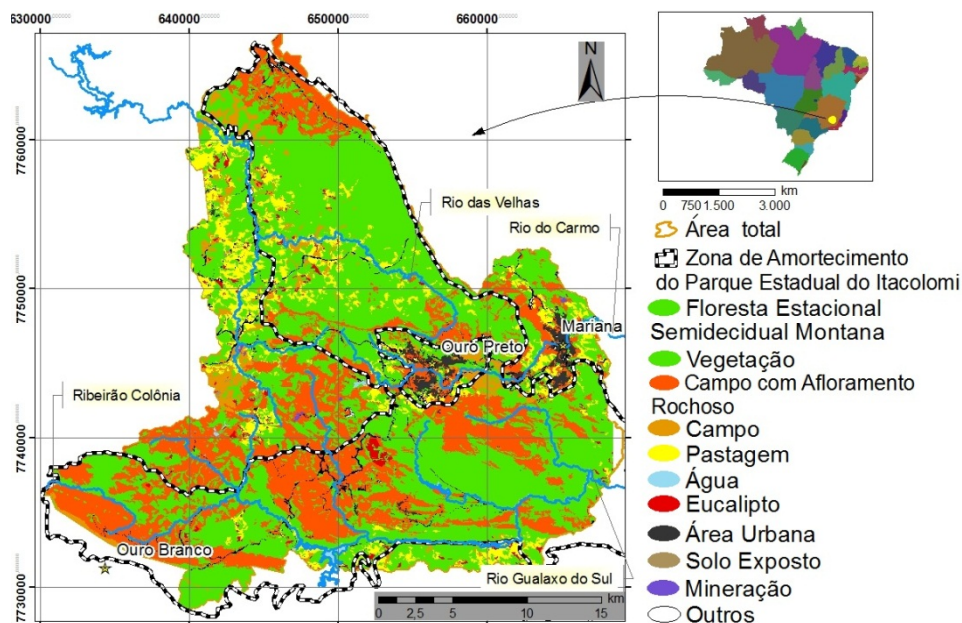 630000 640000 650000 660000
N
7760000
Rio das Velhas
Rio do Carmo
7750000
Mariana
Ouro Preto
Ribeirão Colônia
7740000
Ouro Branco
Rio Gualaxo do Sul
7730000
km
0 2,5 5 10 15
km
0 750 1.500 3.000
Área total
Zona de Amortecimento
do Parque Estadual do Itacolomi
Floresta Estacional
Semidecidual Montana
Vegetação
Campo com Afloramento
Rochoso
Campo
Pastagem
Água
Eucalipto
Área Urbana
Solo Exposto
Mineração
Outros